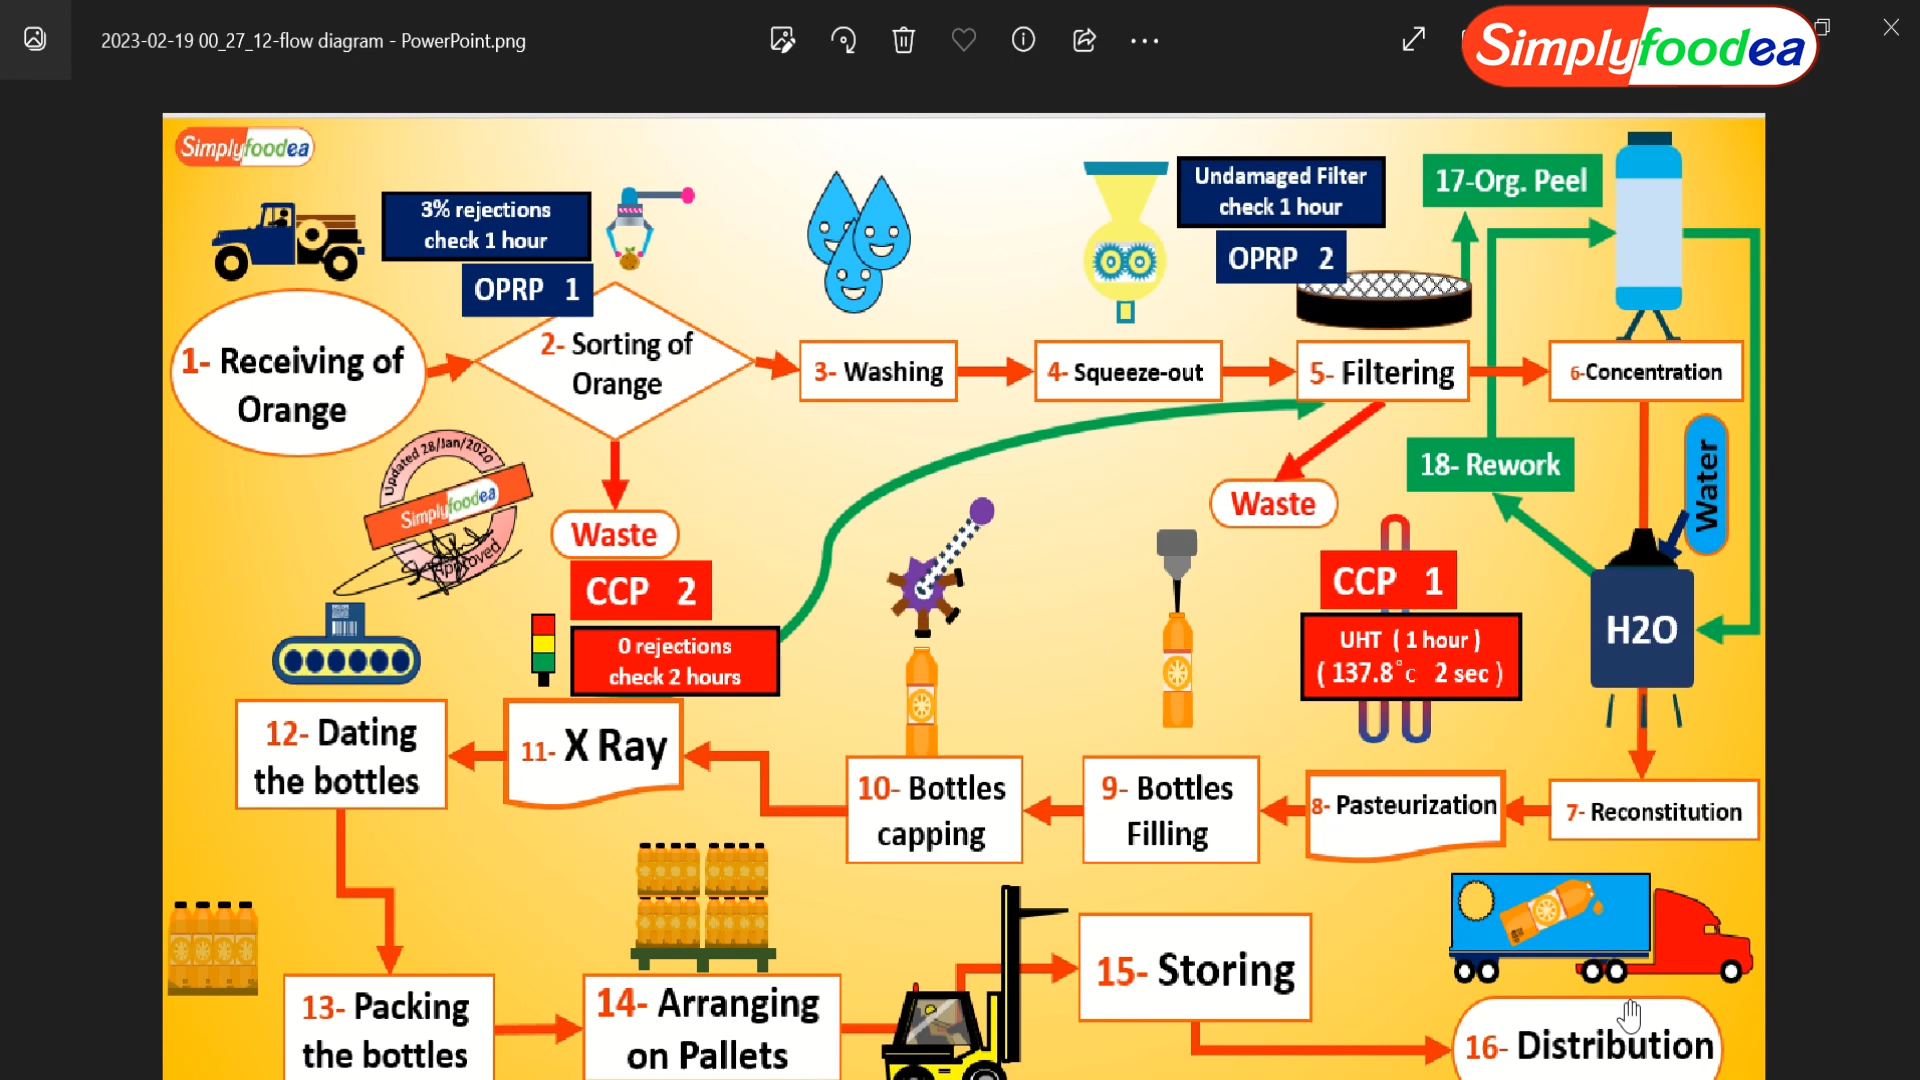 2023-02-19 00_27_12-flow diagram - PowerPoint.png
Simplyfoodea
Simplyfoodea
3% rejections
check 1 hour
OPRP 1
Undamaged Filter
check 1 hour
OPRP 2
17-Org. Peel
1- Receiving of
Orange
2- Sorting of
Orange
3- Washing
4- Squeeze-out
5- Filtering
6-Concentration
18- Rework
Water
Waste
Waste
Updated 28/Jan/2020
Simplyfoodea
Approved
CCP 2
0 rejections
check 2 hours
CCP 1
UHT ( 1 hour )
( 137.8°c 2 sec )
H2O
12- Dating
the bottles
11- X Ray
10- Bottles
capping
9- Bottles
Filling
8- Pasteurization
7- Reconstitution
13- Packing
the bottles
14- Arranging
on Pallets
15- Storing
16- Distribution